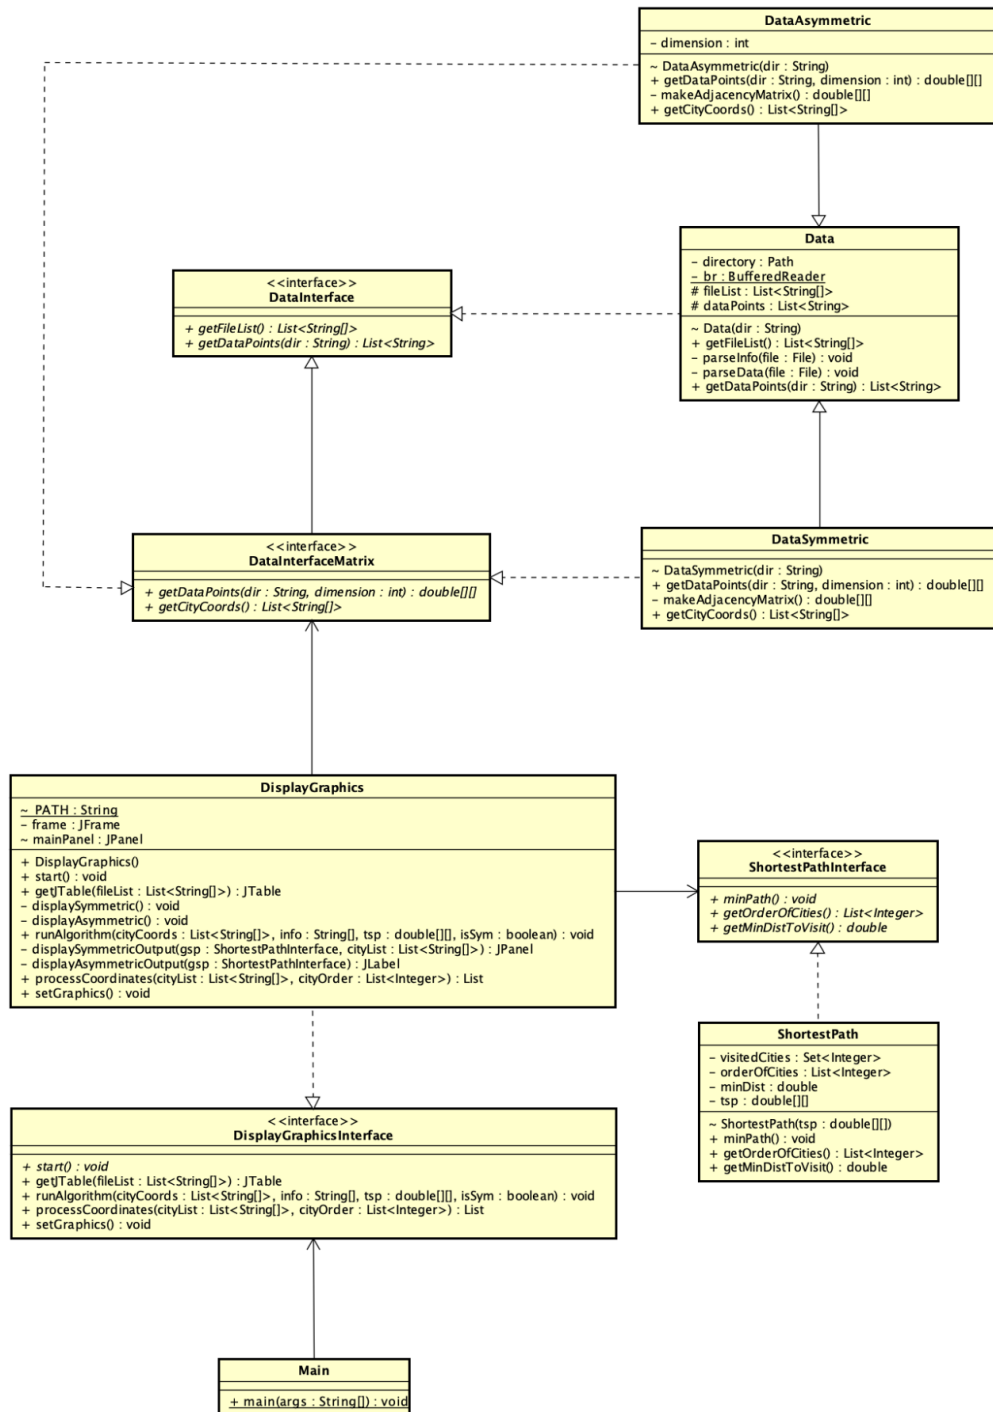 DataAsymmetric
– dimension : int
~ DataAsymmetric(dir : String)
+ getDataPoints(dir : String, dimension : int) : double[][]
– makeAdjacencyMatrix() : double[][]
+ getCityCoords() : List<String[]>
Data
– directory : Path
– br : BufferedReader
# fileList : List<String[]>
# dataPoints : List<String>
~ Data(dir : String)
+ getFileList() : List<String[]>
– parseInfo(file : File) : void
– parseData(file : File) : void
+ getDataPoints(dir : String) : List<String>
<<interface>>
DataInterface
+ getFileList() : List<String[]>
+ getDataPoints(dir : String) : List<String>
<<interface>>
DataInterfaceMatrix
+ getDataPoints(dir : String, dimension : int) : double[][]
+ getCityCoords() : List<String[]>
DataSymmetric
~ DataSymmetric(dir : String)
+ getDataPoints(dir : String, dimension : int) : double[][]
– makeAdjacencyMatrix() : double[][]
+ getCityCoords() : List<String[]>
DisplayGraphics
~ PATH : String
– frame : JFrame
~ mainPanel : JPanel
+ DisplayGraphics()
+ start() : void
+ getJTable(fileList : List<String[]>) : JTable
– displaySymmetric() : void
– displayAsymmetric() : void
+ runAlgorithm(cityCoords : List<String[]>, info : String[], tsp : double[][], isSym : boolean) : void
– displaySymmetricOutput(gsp : ShortestPathInterface, cityList : List<String[]>) : JPanel
– displayAsymmetricOutput(gsp : ShortestPathInterface) : JLabel
+ processCoordinates(cityList : List<String[]>, cityOrder : List<Integer>) : List
+ setGraphics() : void
<<interface>>
ShortestPathInterface
+ minPath() : void
+ getOrderOfCities() : List<Integer>
+ getMinDistToVisit() : double
ShortestPath
– visitedCities : Set<Integer>
– orderOfCities : List<Integer>
– minDist : double
– tsp : double[][]
~ ShortestPath(tsp : double[][])
+ minPath() : void
+ getOrderOfCities() : List<Integer>
+ getMinDistToVisit() : double
<<interface>>
DisplayGraphicsInterface
+ start() : void
+ getJTable(fileList : List<String[]>) : JTable
+ runAlgorithm(cityCoords : List<String[]>, info : String[], tsp : double[][], isSym : boolean) : void
+ processCoordinates(cityList : List<String[]>, cityOrder : List<Integer>) : List
+ setGraphics() : void
Main
+ main(args : String[]) : void